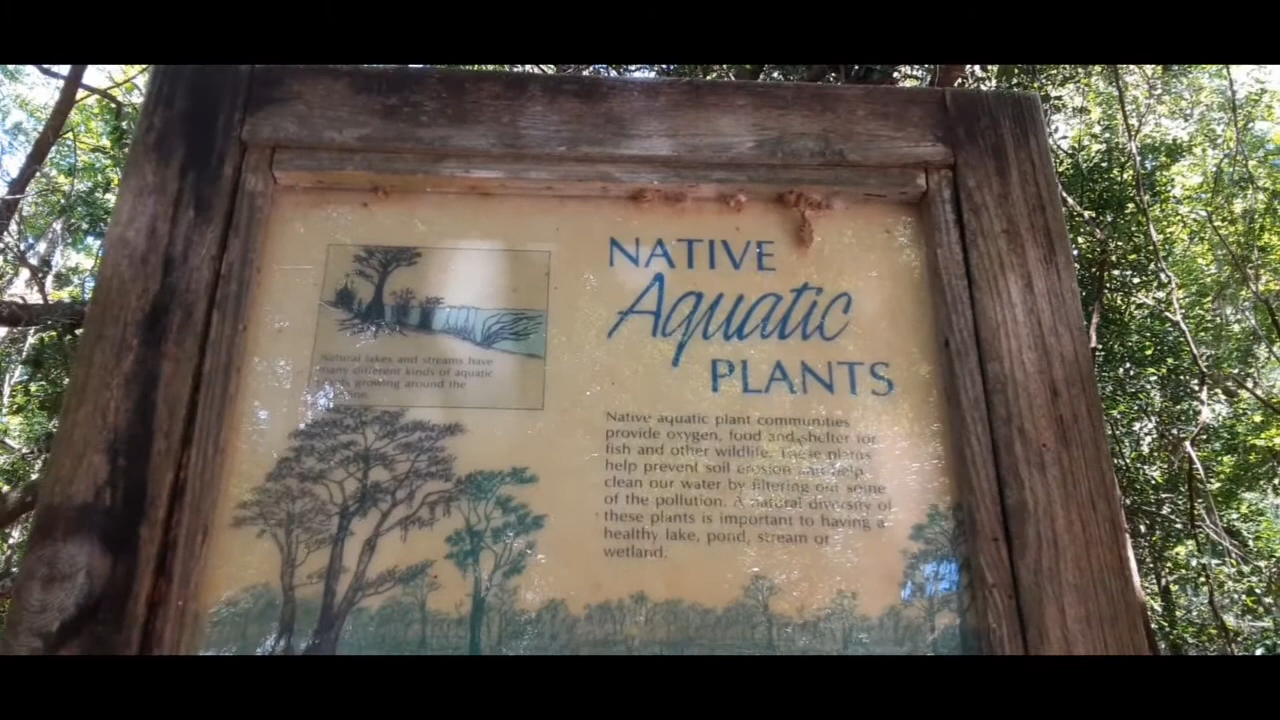 NATIVE
Aquatic
PLANTS
Natural lakes and streams have
many different kinds of aquatic
plants growing around the
Native aquatic plant communities
provide oxygen, food and shelter for
fish and other wildlife. These plants
help prevent soil erosion and help
clean our water by filtering out some
of the pollution. A natural diversity of
these plants is important to having a
healthy lake, pond, stream or
wetland.